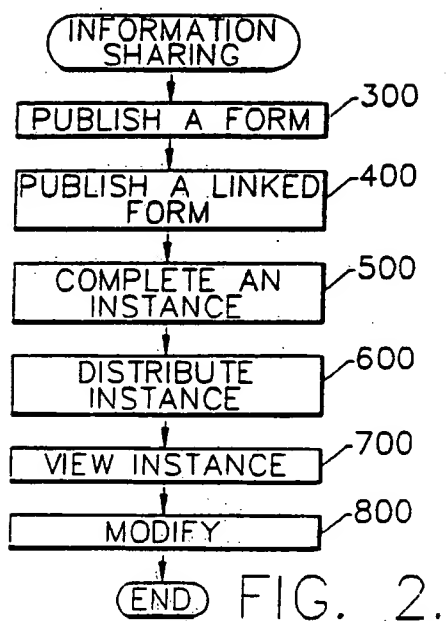 INFORMATION
SHARING
300
PUBLISH A FORM
400
PUBLISH A LINKED
FORM
500
COMPLETE AN
INSTANCE
600
DISTRIBUTE
INSTANCE
700
VIEW INSTANCE
800
MODIFY
END
FIG. 2.